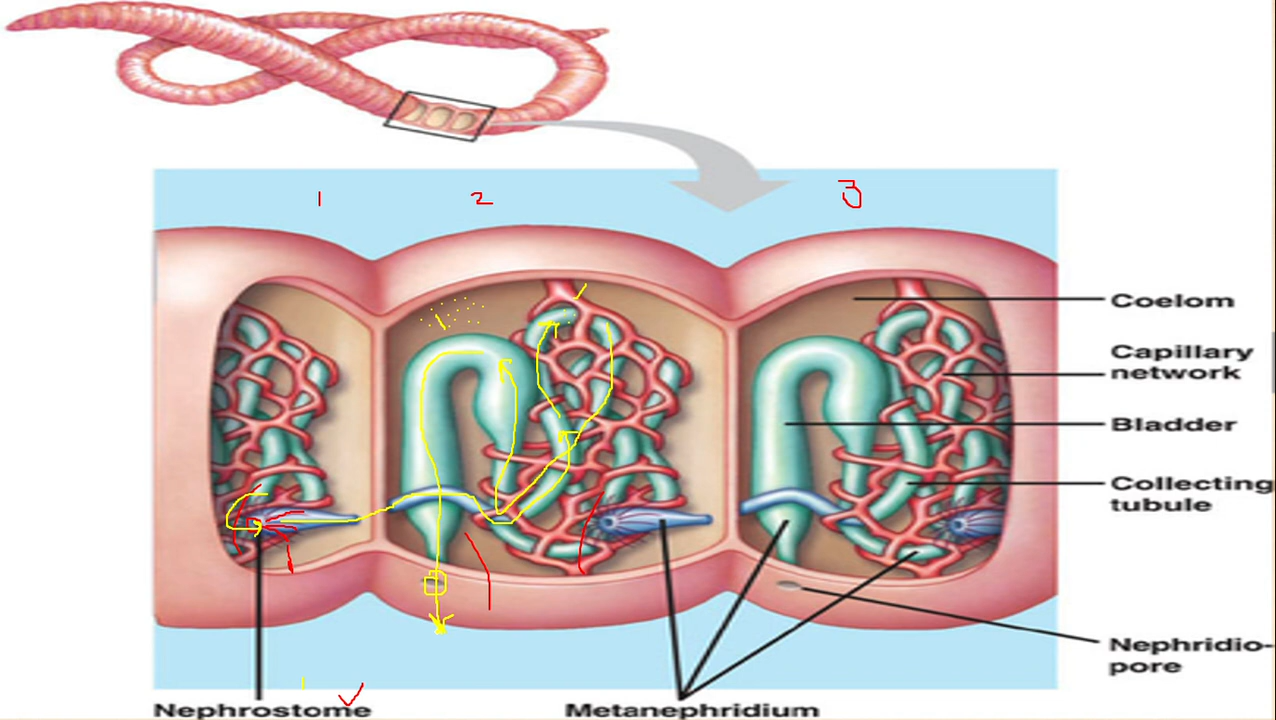 1 2 3
Coelom
Capillary
network
Bladder
Collecting
tubule
Nephridio-
pore
Nephrostome Metanephridium